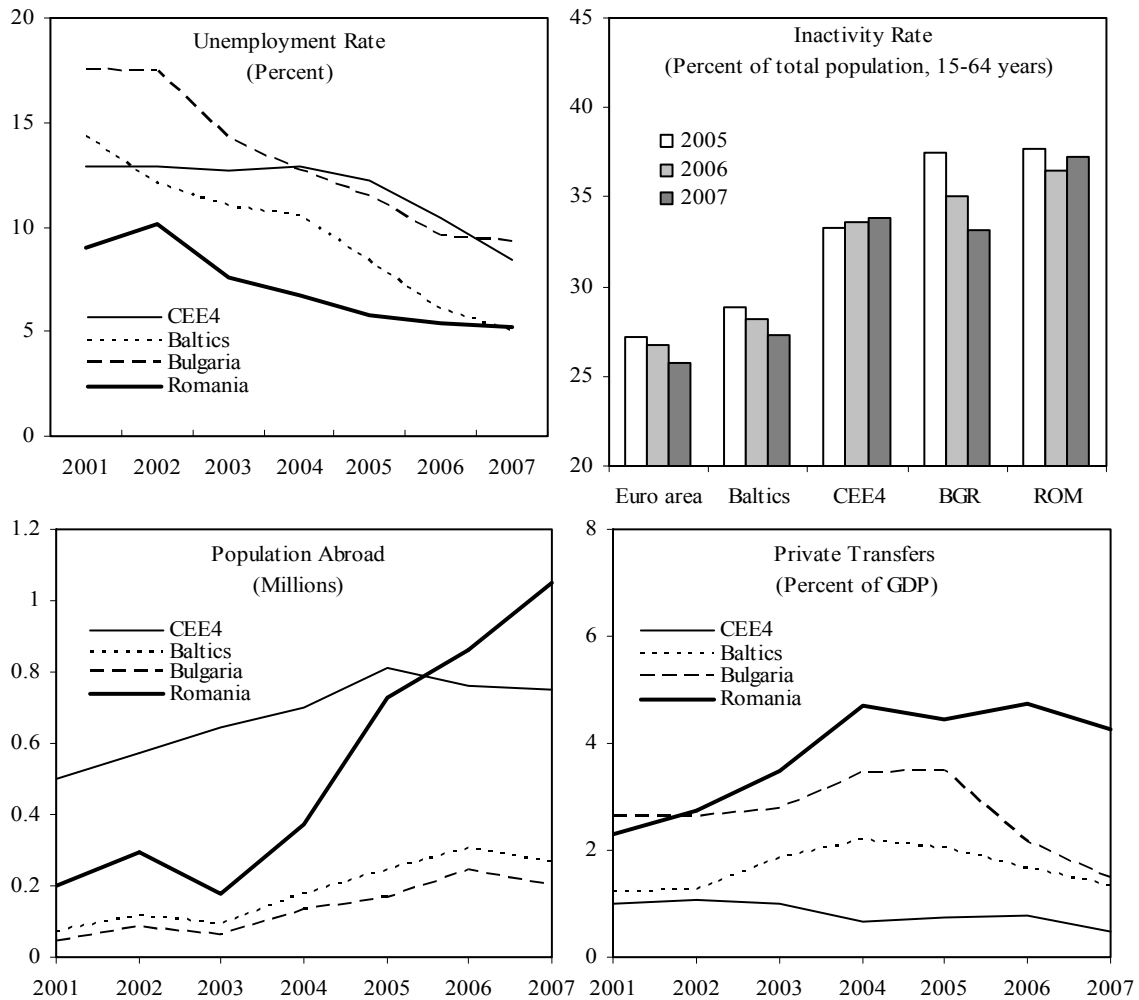 Unemployment Rate
(Percent)
20
15
10
5
0
CEE4
Baltics
Bulgaria
Romania
2001 2002 2003 2004 2005 2006 2007
Inactivity Rate
(Percent of total population, 15-64 years)
45
40
35
30
25
20
2005
2006
2007
Euro area Baltics CEE4 BGR ROM
Population Abroad
(Millions)
1.2
1
0.8
0.6
0.4
0.2
0
CEE4
Baltics
Bulgaria
Romania
2001 2002 2003 2004 2005 2006 2007
Private Transfers
(Percent of GDP)
8
6
4
2
0
CEE4
Baltics
Bulgaria
Romania
2001 2002 2003 2004 2005 2006 2007